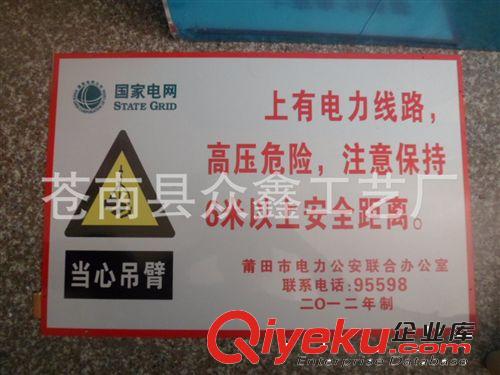 国家电网
STATE GRID
上有电力线路，
高压危险，注意保持
6米以上安全距离。
苍南县众鑫工艺厂
当心吊臂
莆田市电力公安联合办公室
联系电话:95598
二〇一二年制
Qiyeku.com
企业库
Enterprise Database